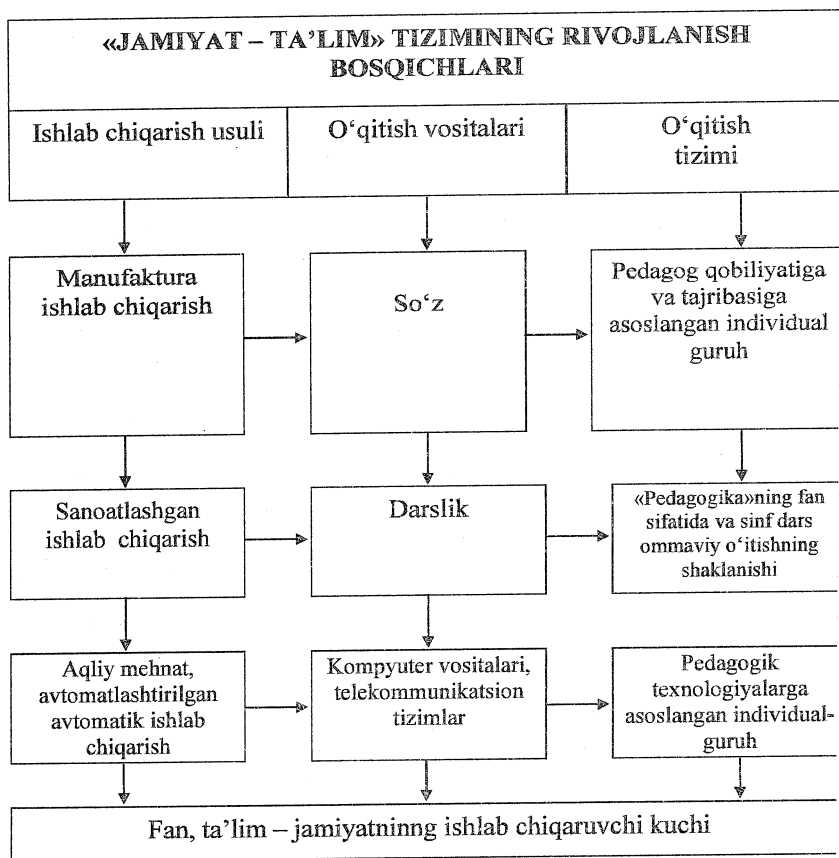 «JAMIYAT – TA’LIM» TIZIMINING RIVOJLANISH
BOSQICHLARI
Ishlab chiqarish usuli
O‘qitish vositalari
O‘qitish
tizimi
Manufaktura
ishlab chiqarish
So‘z
Pedagog qobiliyatiga
va tajribasiga
asoslangan individual
guruh
Sanoatlashgan
ishlab chiqarish
Darslik
«Pedagogika»ning fan
sifatida va sinf dars
ommaviy o‘itishning
shaklanishi
Aqliy mehnat,
avtomatlashtirilgan
avtomatik ishlab
chiqarish
Kompyuter vositalari,
telekommunikatsion
tizimlar
Pedagogik
texnologiyalarga
asoslangan individual-
guruh
Fan, ta’lim – jamiyatninng ishlab chiqaruvchi kuchi